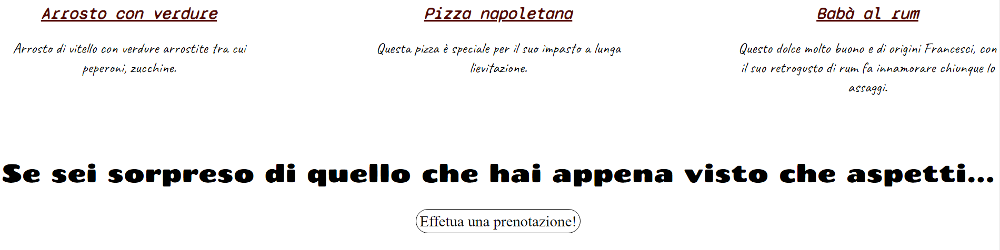 Arrosto con verdure
Arrosto di vitello con verdure arrostite tra cui
peperoni, zucchine.
Pizza napoletana
Questa pizza è speciale per il suo impasto a lunga
lievitazione.
Babà al rum
Questo dolce molto buono e di origini Francesci, con
il suo retrogusto di rum fa innamorare chiunque lo
assaggi.
Se sei sorpreso di quello che hai appena visto che aspetti...
Effetua una prenotazione!